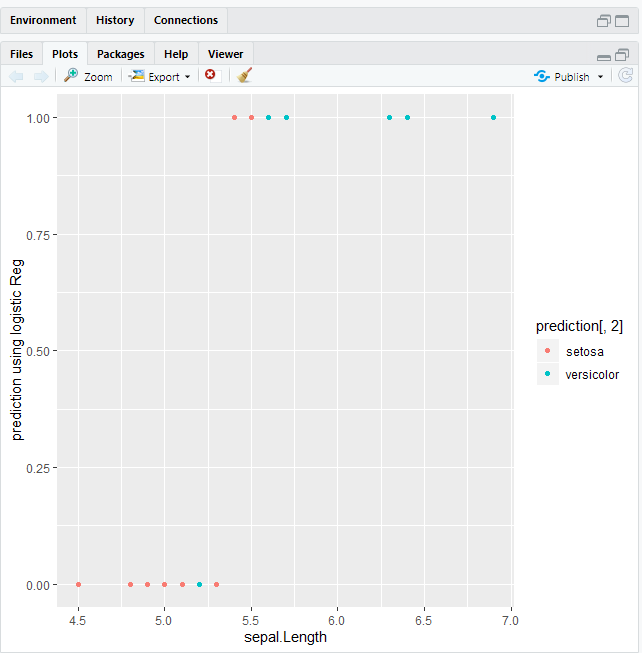 Environment History Connections
Files Plots Packages Help Viewer
Zoom Export Publish
1.00
0.75
0.50
0.25
0.00
prediction using logistic Reg
4.5 5.0 5.5 6.0 6.5 7.0
sepal.Length
prediction[, 2]
setosa
versicolor